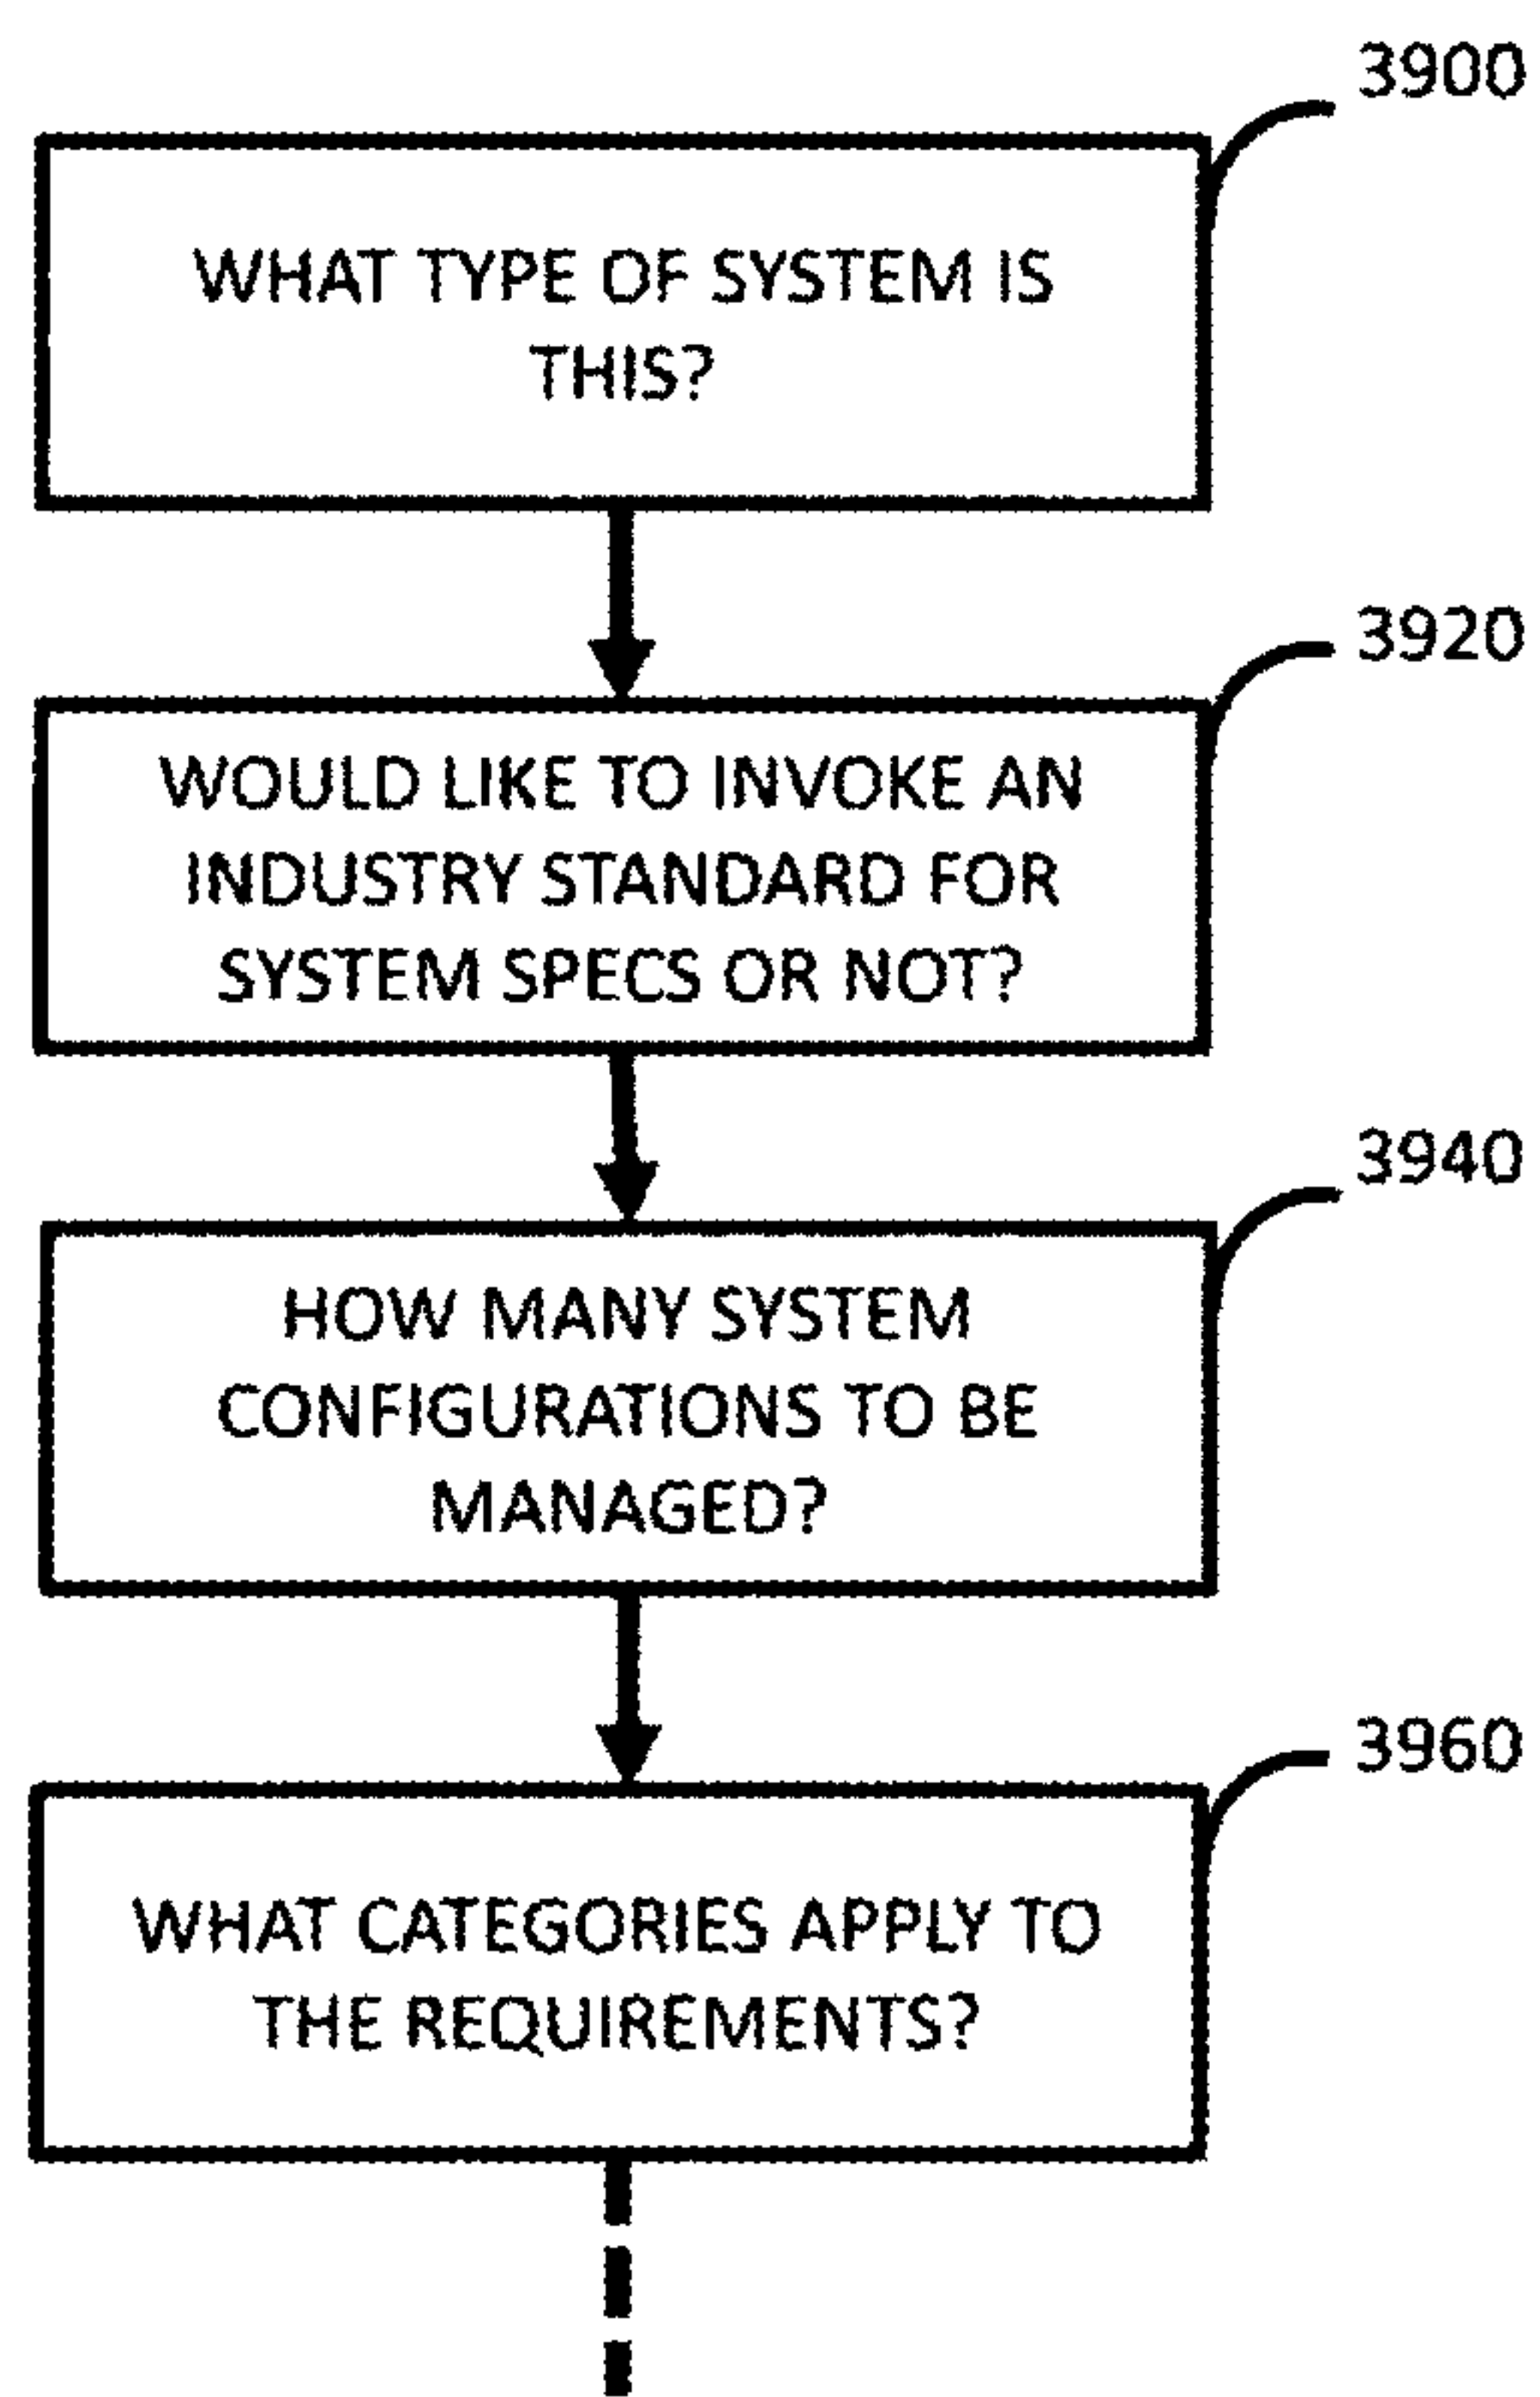 3900
WHAT TYPE OF SYSTEM IS
THIS?
3920
WOULD LIKE TO INVOKE AN
INDUSTRY STANDARD FOR
SYSTEM SPECS OR NOT?
3940
HOW MANY SYSTEM
CONFIGURATIONS TO BE
MANAGED?
3960
WHAT CATEGORIES APPLY TO
THE REQUIREMENTS?